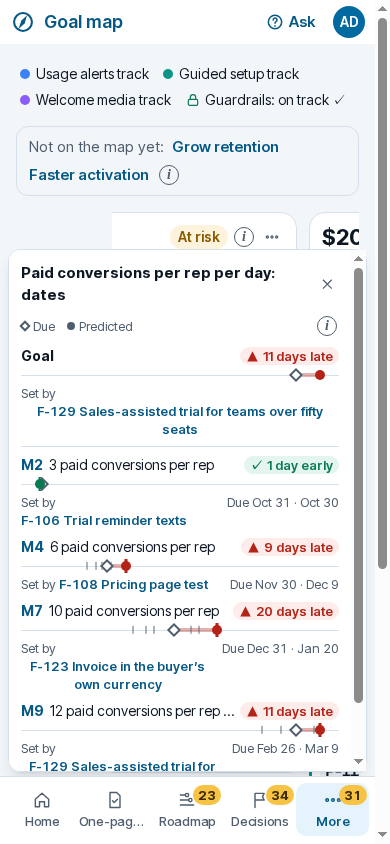 Goal map
Ask
AD
Usage alerts track
Guided setup track
Welcome media track
Guardrails: on track ✓
Not on the map yet: Grow retention
Faster activation
i
At risk
i
•••
$20
Paid conversions per rep per day:
dates
×
Due
Predicted
i
Goal
▲ 11 days late
Set by
F-129 Sales-assisted trial for teams over fifty
seats
M2 3 paid conversions per rep
✓ 1 day early
Set by
Due Oct 31 · Oct 30
F-106 Trial reminder texts
M4 6 paid conversions per rep
▲ 9 days late
Set by F-108 Pricing page test
Due Nov 30 · Dec 9
M7 10 paid conversions per rep
▲ 20 days late
Set by
Due Dec 31 · Jan 20
F-123 Invoice in the buyer’s
own currency
M9 12 paid conversions per rep ...
▲ 11 days late
Set by
Due Feb 26 · Mar 9
F-129 Sales-assisted trial for
Home
One-pag...
Roadmap
23
Decisions
34
More
31